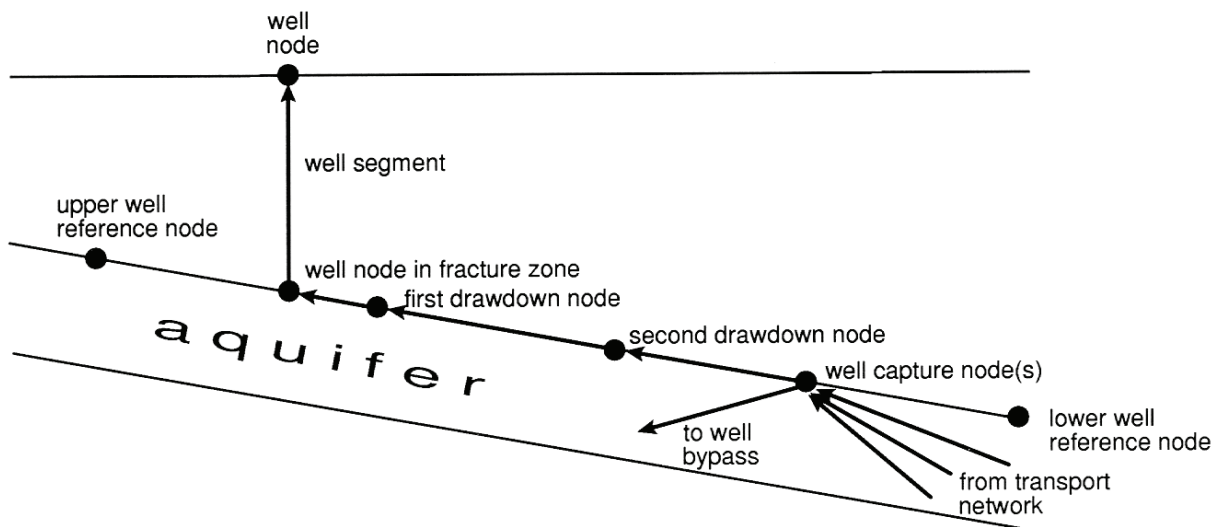 well
node
well segment
upper well
reference node
well node in fracture zone
first drawdown node
aquifer
second drawdown node
well capture node(s)
lower well
reference node
to well
bypass
from transport
network